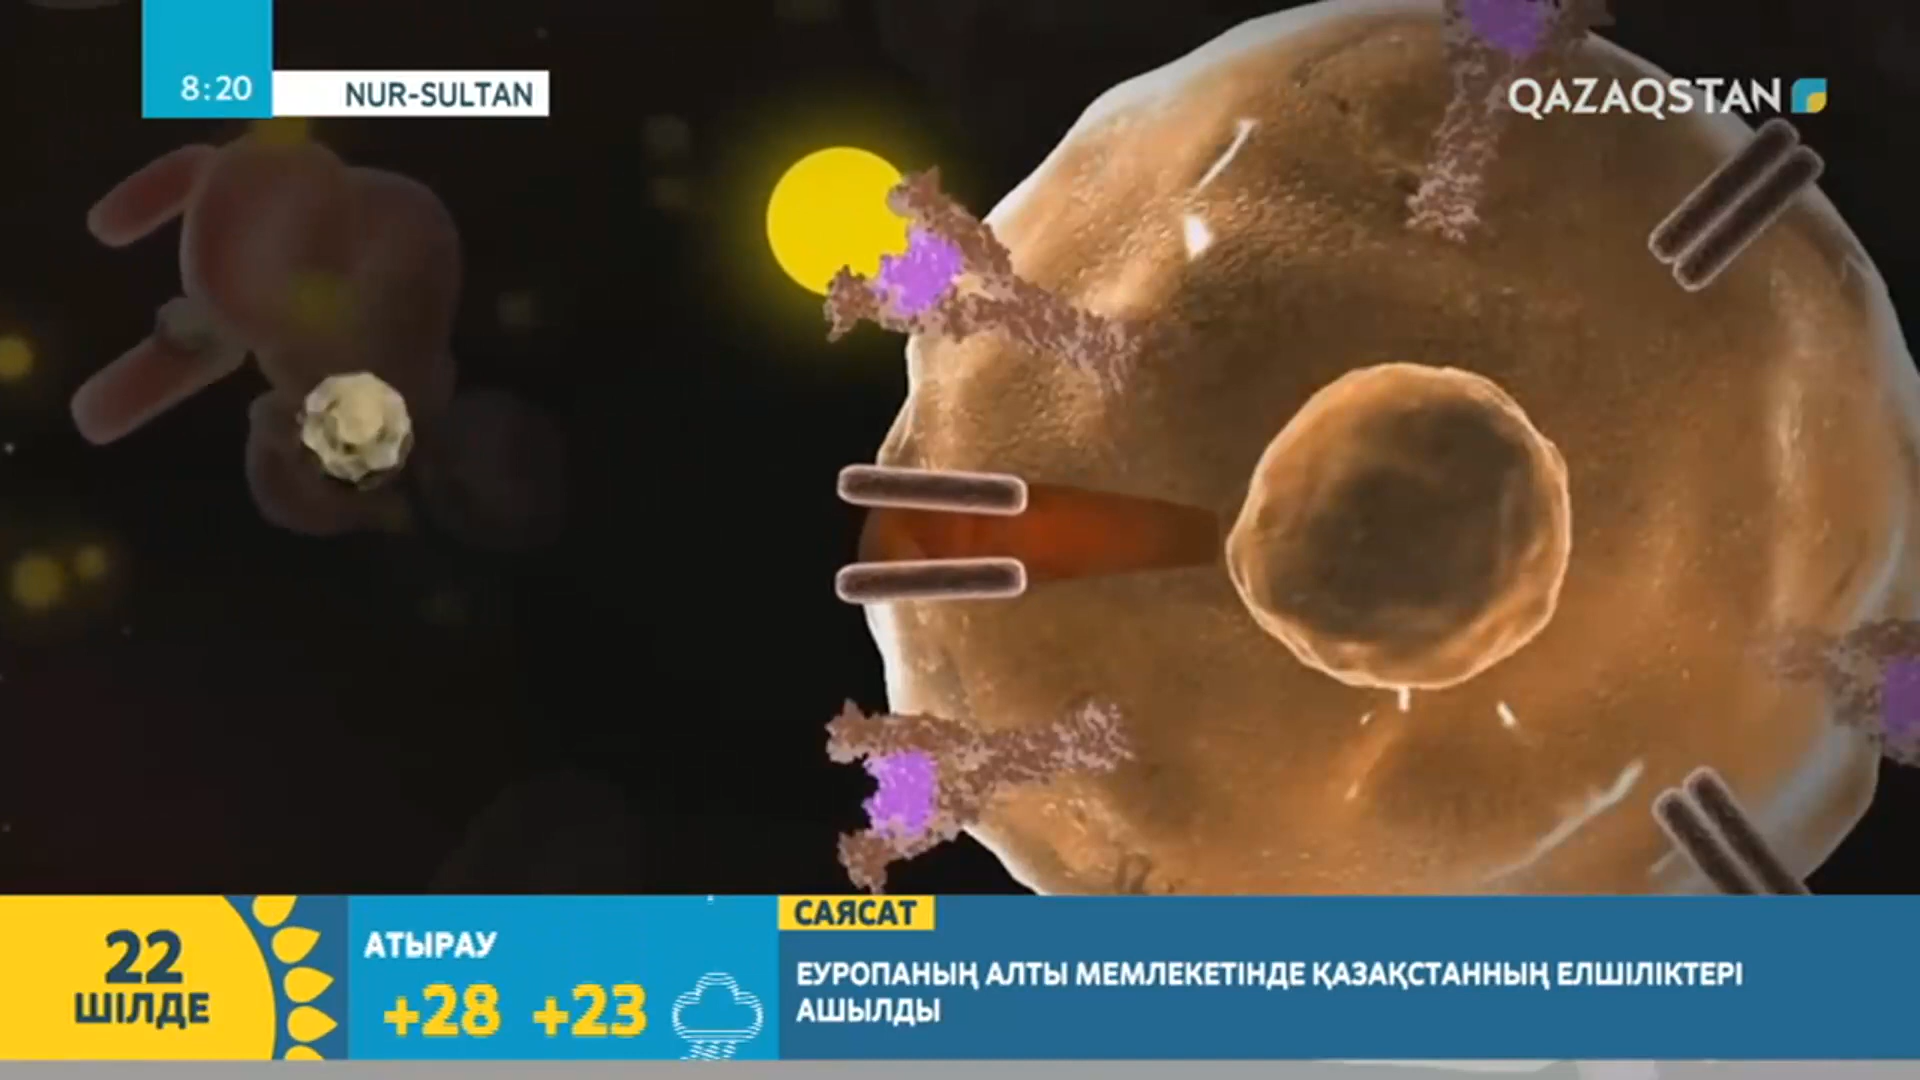 8:20
NUR-SULTAN
QAZAQSTAN
22
ШІЛДЕ
АТЫРАУ
+28 +23
САЯСАТ
ЕУРОПАНЫҢ АЛТЫ МЕМЛЕКЕТІНДЕ ҚАЗАҚСТАННЫҢ ЕЛШІЛІКТЕРІ
АШЫЛДЫ